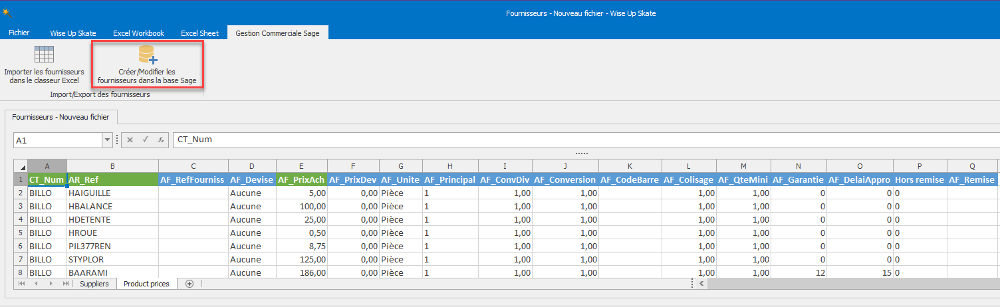 Fournisseurs - Nouveau fichier - Wise Up Skate
Fichier Wise Up Skate Excel Workbook Excel Sheet Gestion Commerciale Sage
Importer les fournisseurs
dans le classeur Excel
Créer/Modifier les
fournisseurs dans la base Sage
Import/Export des fournisseurs
Fournisseurs - Nouveau fichier
A1 fx CT_Num
A B C D E F G H I J K L M N O P Q
1 CT_Num AR_Ref AF_RefFourniss AF_Devise AF_PrixAch AF_PrixDev AF_Unite AF_Principal AF_ConvDiv AF_Conversion AF_CodeBarre AF_Colisage AF_QteMini AF_Garantie AF_DelaiAppro Hors remise AF_Remise
2 BILLO HAIGUILLE Aucune 5,00 0,00 Pièce 1 1,00 1,00 1,00 1,00 0 0 0
3 BILLO HBALANCE Aucune 100,00 0,00 Pièce 1 1,00 1,00 1,00 1,00 0 0 0
4 BILLO HDETENTE Aucune 25,00 0,00 Pièce 1 1,00 1,00 1,00 1,00 0 0 0
5 BILLO HROUE Aucune 0,50 0,00 Pièce 1 1,00 1,00 1,00 1,00 0 0 0
6 BILLO PIL377REN Aucune 8,75 0,00 Pièce 1 1,00 1,00 1,00 1,00 0 0 0
7 BILLO STYPLOR Aucune 125,00 0,00 Pièce 1 1,00 1,00 1,00 1,00 0 0 0
8 BILLO BAARAMI Aucune 186,00 0,00 Pièce 1 1,00 1,00 1,00 1,00 12 15 0
Suppliers Product prices